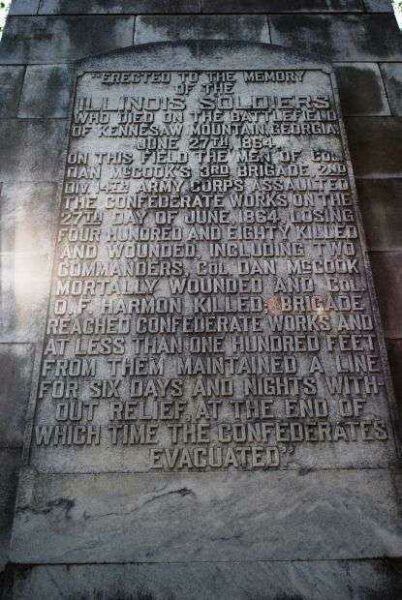 "ERECTED TO THE MEMORY
OF THE
ILLINOIS SOLDIERS
WHO DIED ON THE BATTLEFIELD
OF KENNESAW MOUNTAIN, GEORGIA,
JUNE 27TH 1864.
ON THIS FIELD THE MEN OF COL.
DAN McCOOK'S 3RD BRIGADE, 2ND
DIV. 14TH ARMY CORPS, ASSAULTED
THE CONFEDERATE WORKS ON THE
27TH DAY OF JUNE 1864, LOSING
FOUR HUNDRED AND EIGHTY KILLED
AND WOUNDED, INCLUDING TWO
COMMANDERS, COL. DAN McCOOK
MORTALLY WOUNDED AND COL.
O.F. HARMON KILLED. BRIGADE
REACHED CONFEDERATE WORKS AND
AT LESS THAN ONE HUNDRED FEET
FROM THEM MAINTAINED A LINE
FOR SIX DAYS AND NIGHTS WITH-
OUT RELIEF, AT THE END OF
WHICH TIME THE CONFEDERATES
EVACUATED"